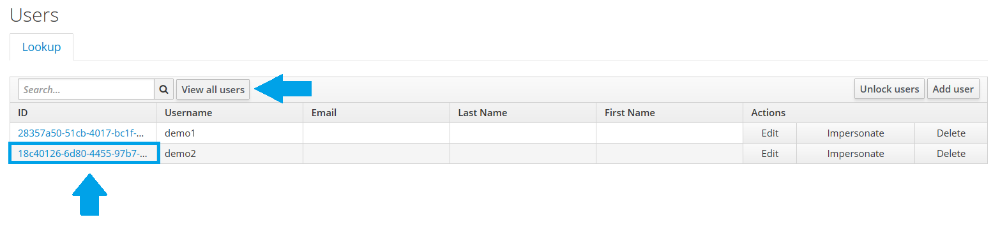 Users
Lookup
Search... View all users Unlock users Add user
ID Username Email Last Name First Name Actions
28357a50-51cb-4017-bc1f-... demo1 Edit Impersonate Delete
18c40126-6d80-4455-97b7-... demo2 Edit Impersonate Delete